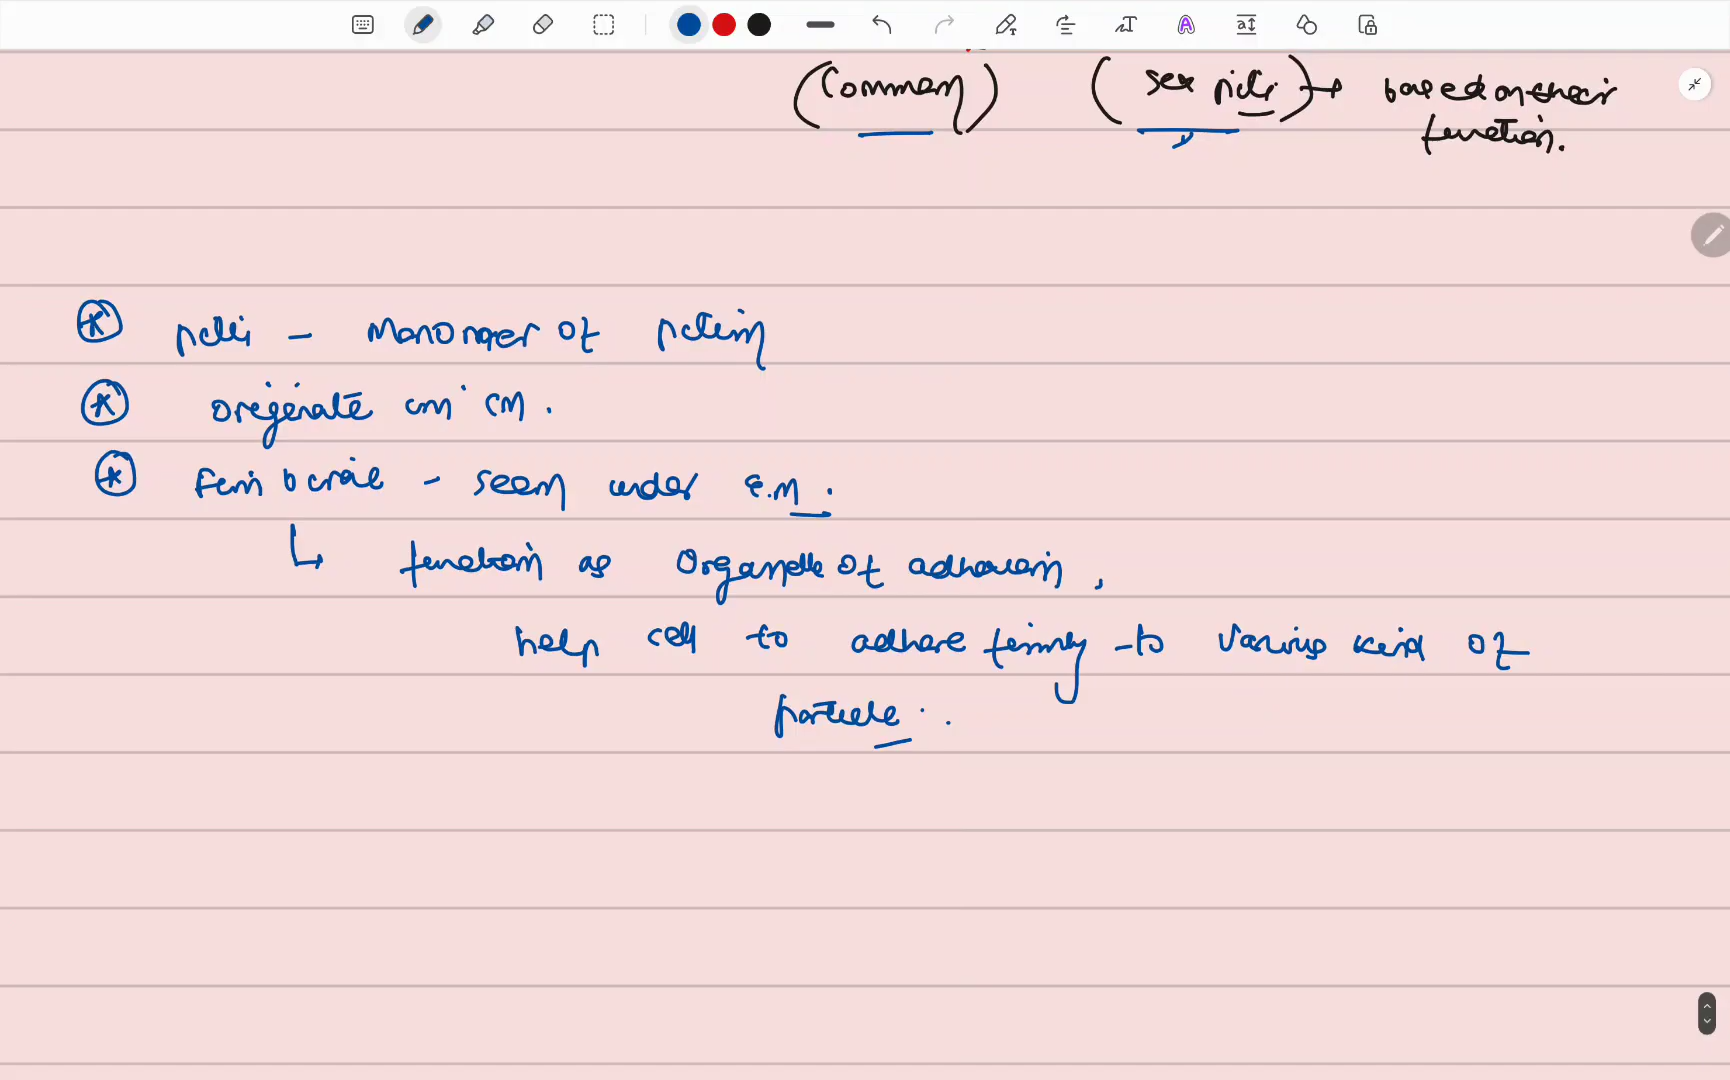 (Common) (sex pili) → based on their
function.
pili - Monomer of pilin
originate in CM.
Fimbriae - seen under E.M.
function as Organelle of adhesion,
help cell to adhere firmly to various kind of
particle.